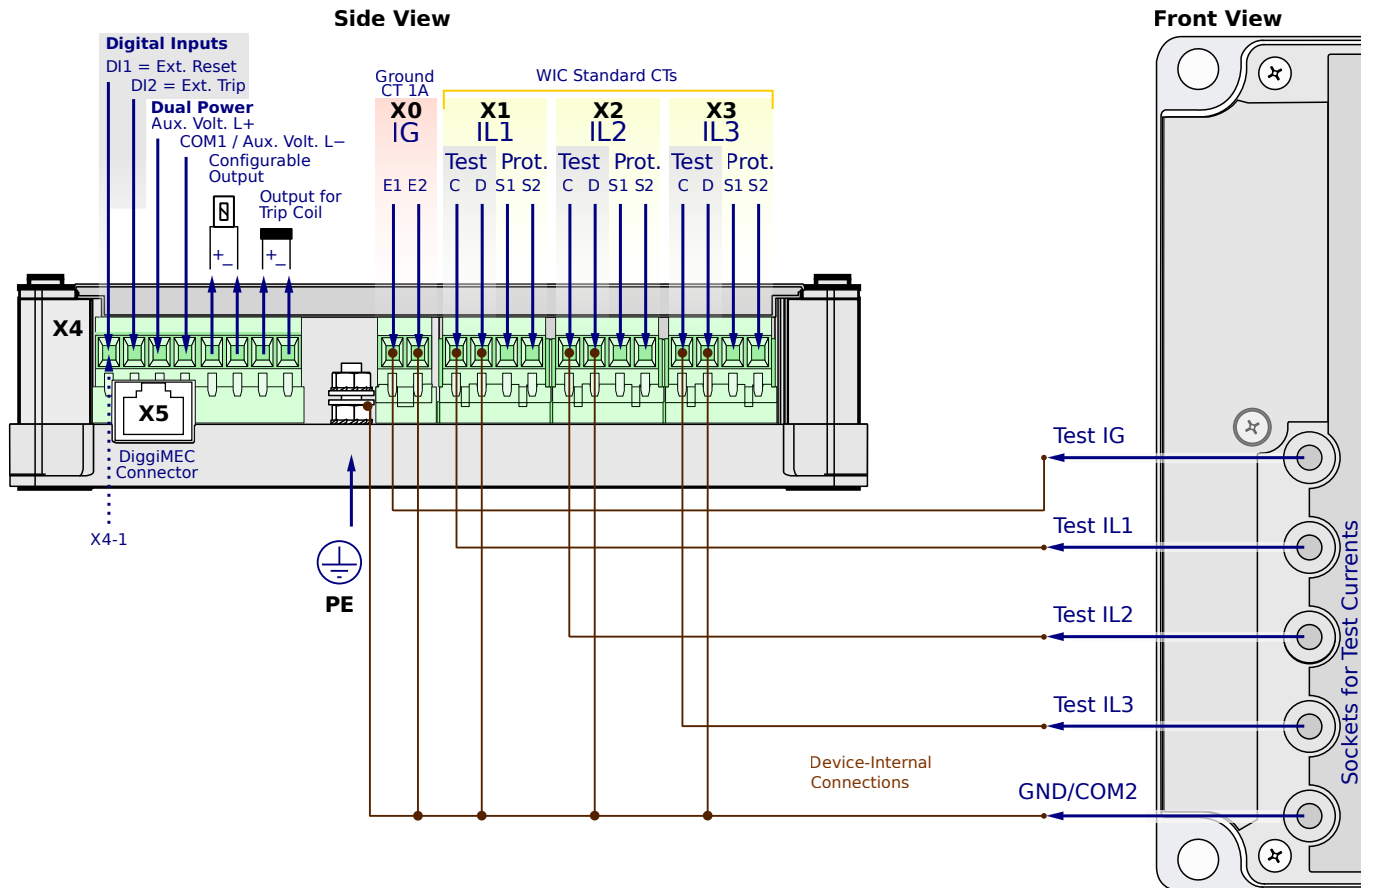 Side View
Front View
Digital Inputs
DI1 = Ext. Reset
DI2 = Ext. Trip
Dual Power
Aux. Volt. L+
COM1 / Aux. Volt. L−
Configurable
Output
Output for
Trip Coil
+
−
+
−
Ground
CT 1A
WIC Standard CTs
X0
IG
E1 E2
X1
IL1
Test Prot.
C D S1 S2
X2
IL2
Test Prot.
C D S1 S2
X3
IL3
Test Prot.
C D S1 S2
X4
X5
DiggiMEC
Connector
X4-1
PE
Test IG
Test IL1
Test IL2
Test IL3
GND/COM2
Device-Internal
Connections
Sockets for Test Currents